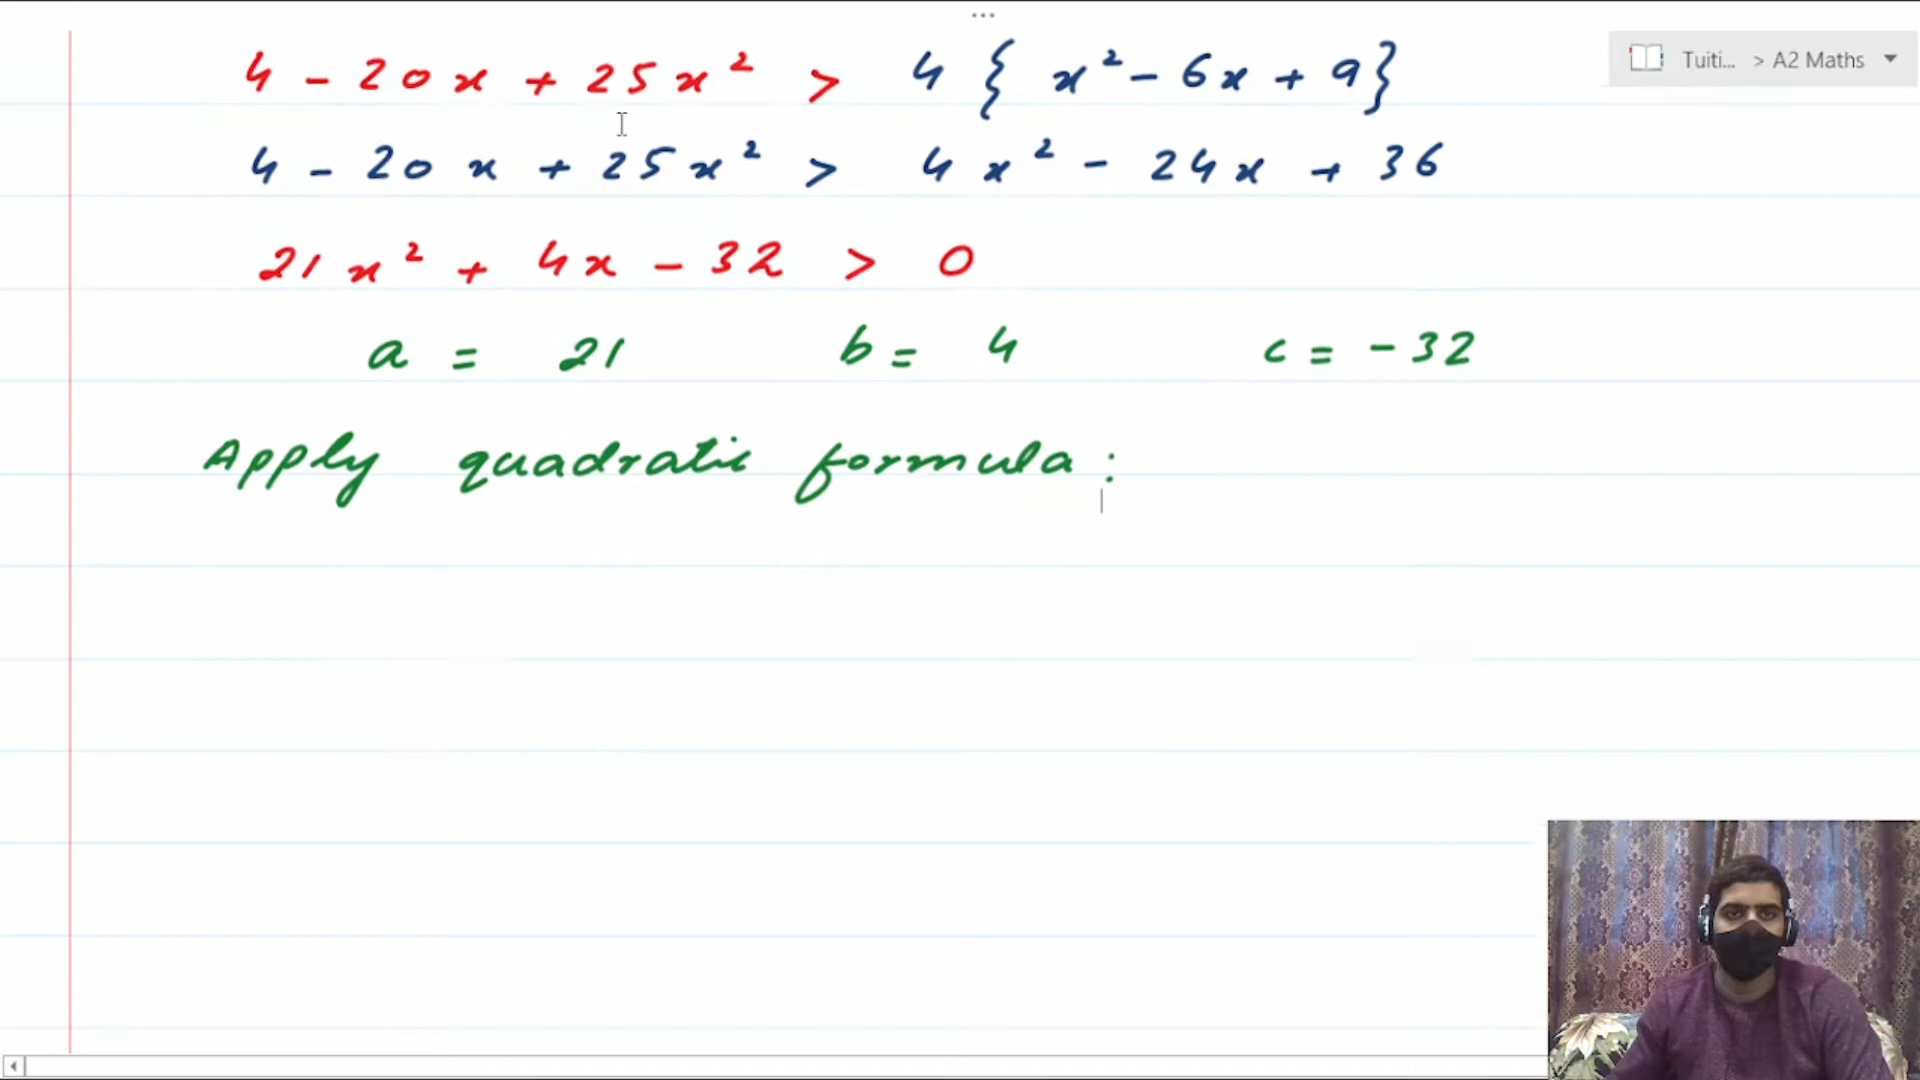 ...
4 - 20x + 25x² > 4 { x² - 6x + 9}
Tuiti... > A2 Maths
4 - 20x + 25x² > 4x² - 24x + 36
21x² + 4x - 32 > 0
a = 21 b = 4 c = -32
Apply quadratic formula :